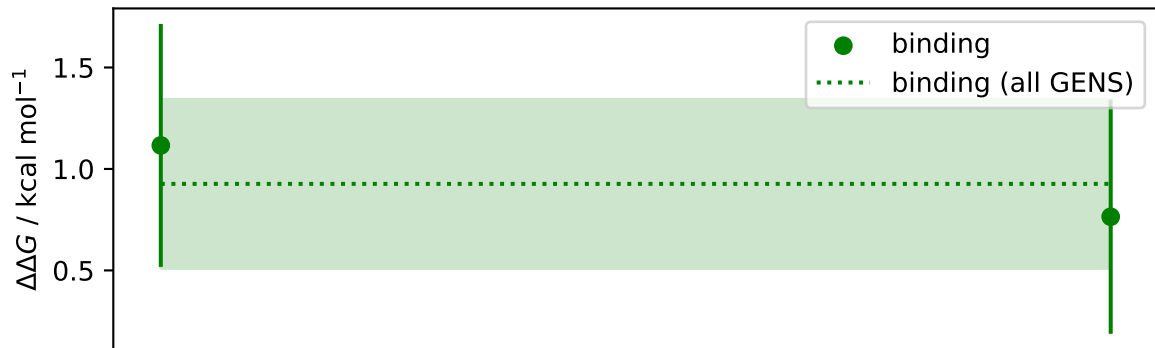 ΔΔG / kcal mol⁻¹
1.5
1.0
0.5
binding
binding (all GENS)